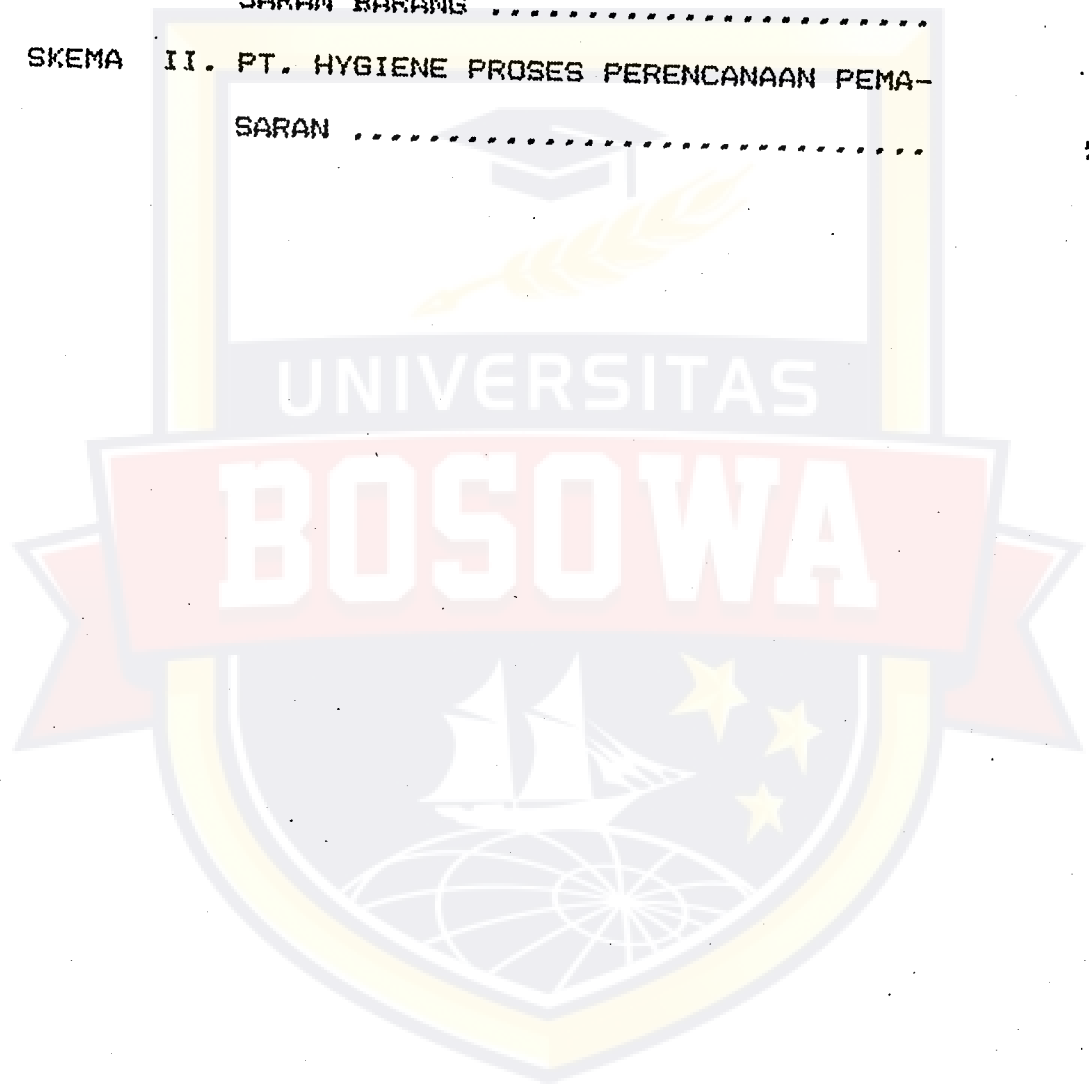 SARAN BARANG ............................
SKEMA II. PT. HYGIENE PROSES PERENCANAAN PEMA-
SARAN .....................................
UNIVERSITAS
BOSOWA